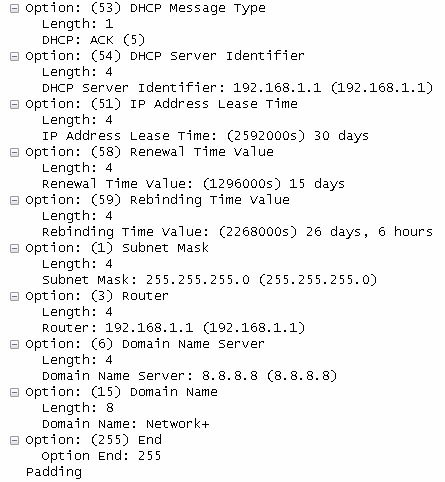 Option: (53) DHCP Message Type
Length: 1
DHCP: ACK (5)
Option: (54) DHCP Server Identifier
Length: 4
DHCP Server Identifier: 192.168.1.1 (192.168.1.1)
Option: (51) IP Address Lease Time
Length: 4
IP Address Lease Time: (2592000s) 30 days
Option: (58) Renewal Time Value
Length: 4
Renewal Time Value: (1296000s) 15 days
Option: (59) Rebinding Time Value
Length: 4
Rebinding Time Value: (2268000s) 26 days, 6 hours
Option: (1) Subnet Mask
Length: 4
Subnet Mask: 255.255.255.0 (255.255.255.0)
Option: (3) Router
Length: 4
Router: 192.168.1.1 (192.168.1.1)
Option: (6) Domain Name Server
Length: 4
Domain Name Server: 8.8.8.8 (8.8.8.8)
Option: (15) Domain Name
Length: 8
Domain Name: Network+
Option: (255) End
Option End: 255
Padding